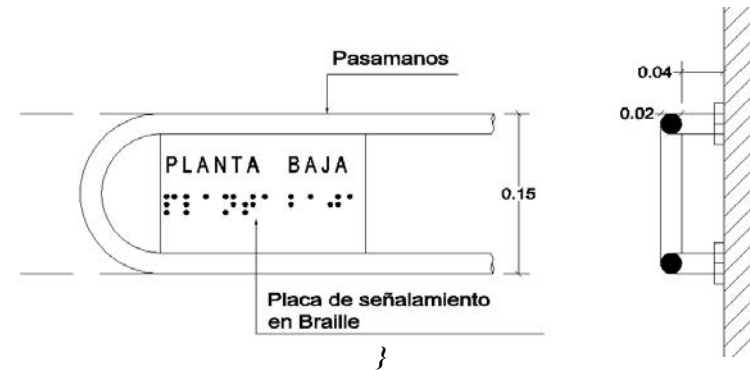 Pasamanos
0.04
0.02
PLANTA BAJA
0.15
Placa de señalamiento
en Braille
}